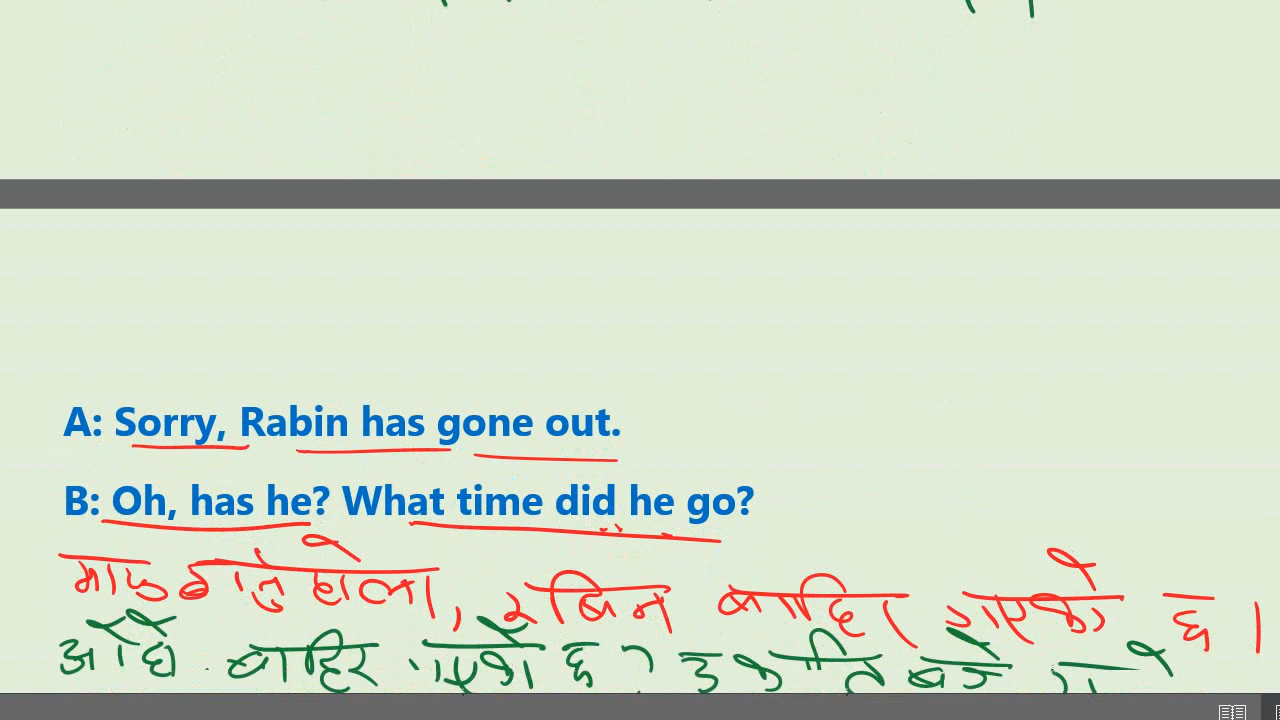 A: Sorry, Rabin has gone out.
B: Oh, has he? What time did he go?
माफ गर्नु होला, रबिन बाहिर गएको छ।
बाहिर गएको छ? उ कति बजे